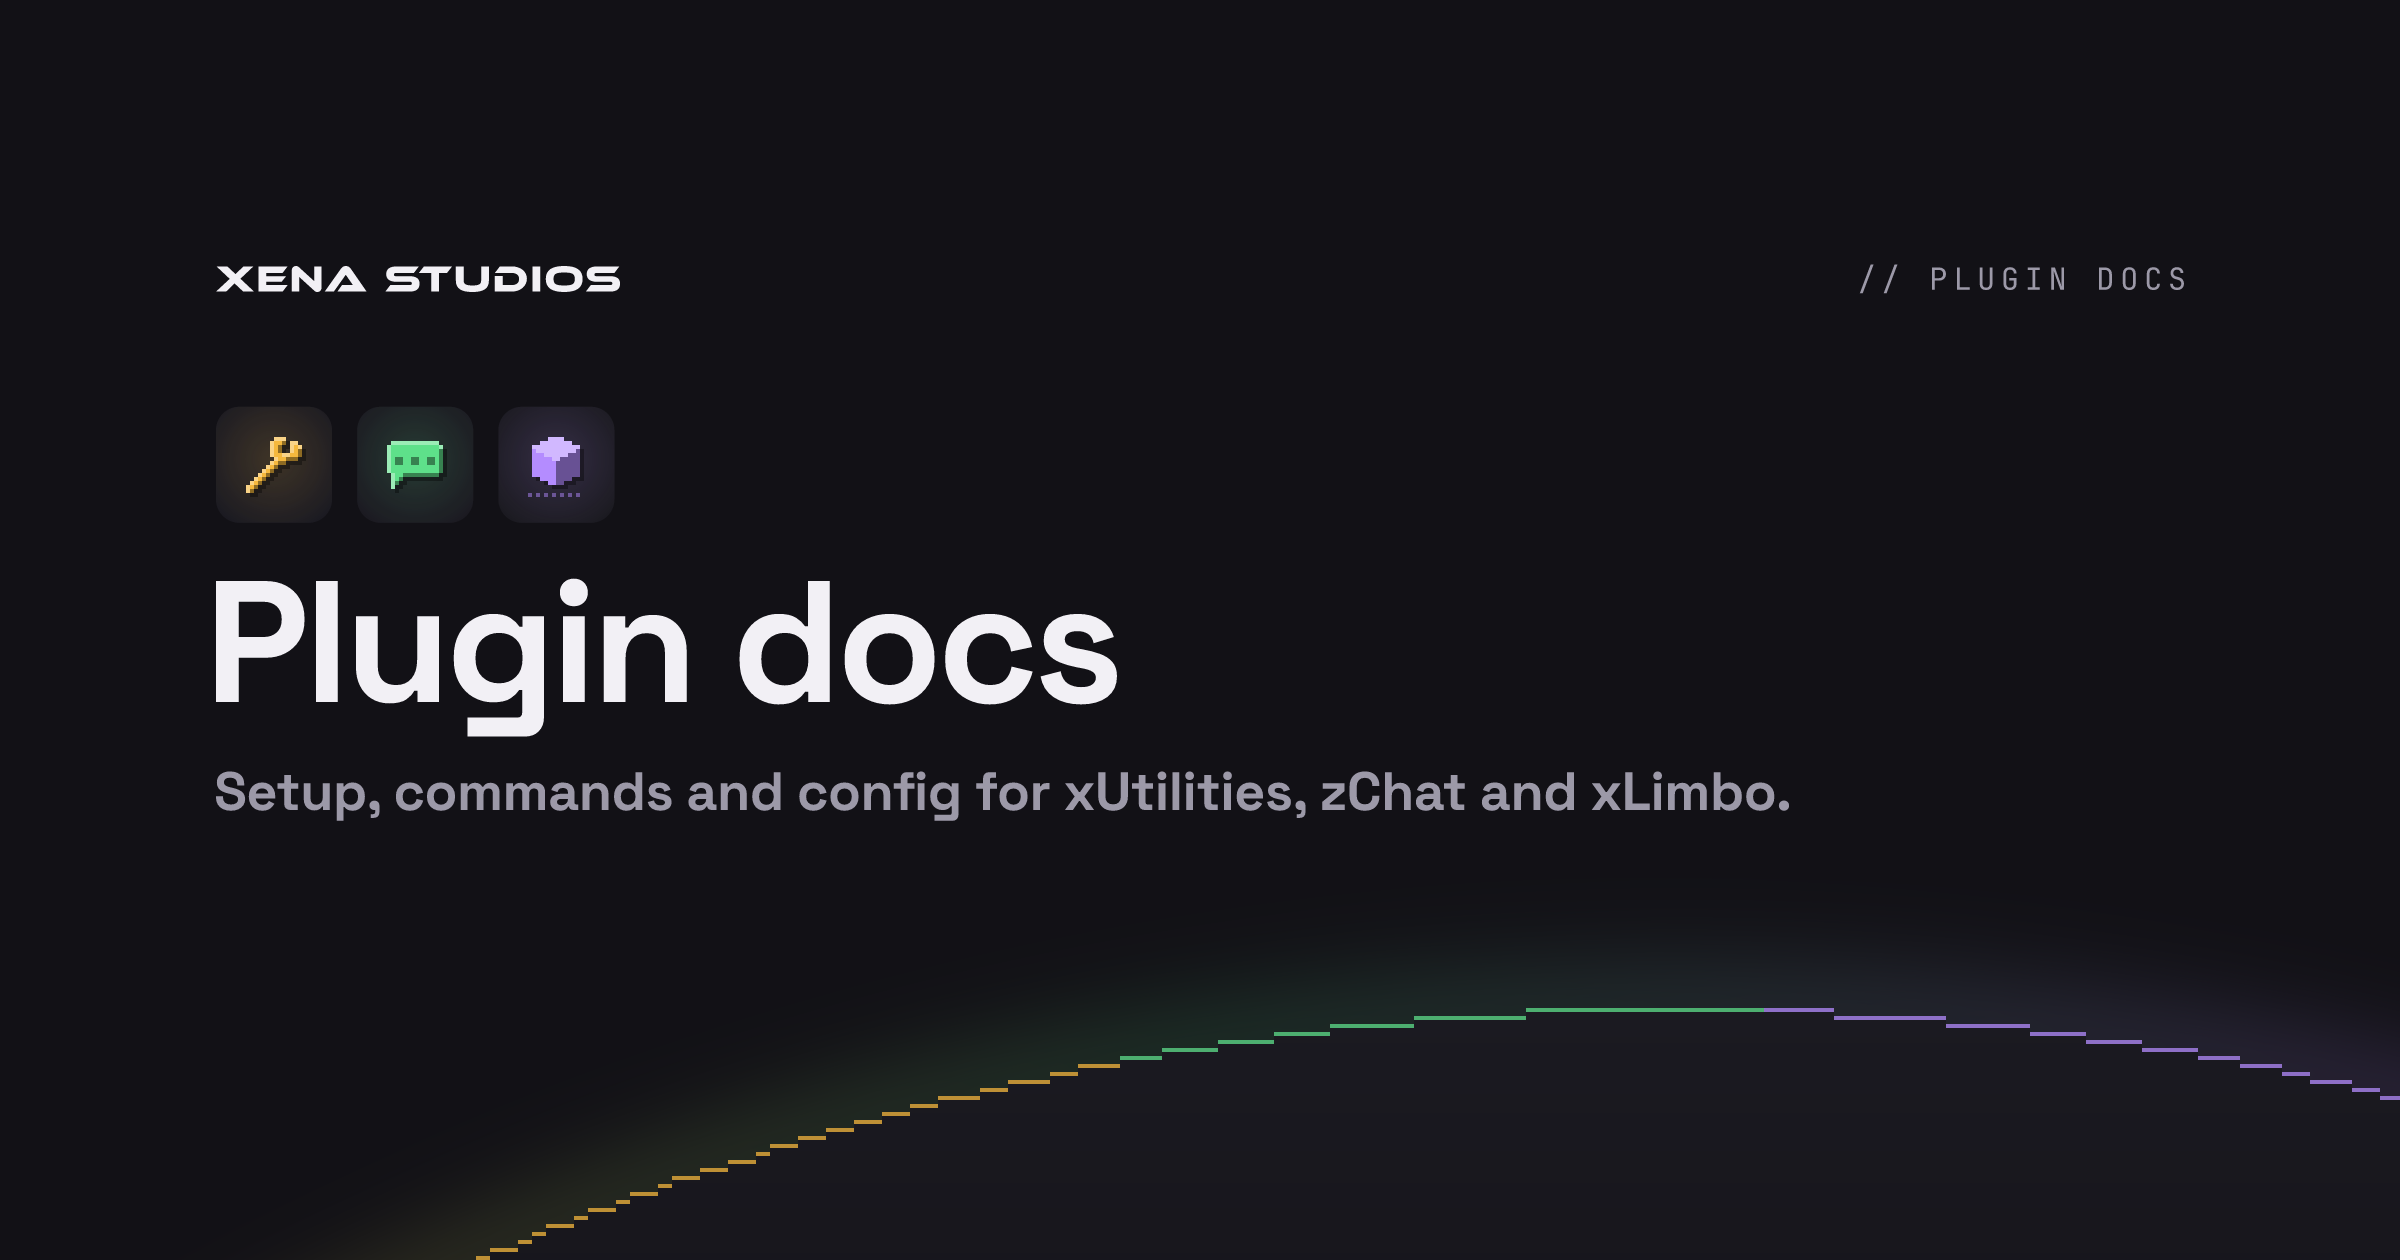 XENA STUDIOS
// PLUGIN DOCS
Plugin docs
Setup, commands and config for xUtilities, zChat and xLimbo.